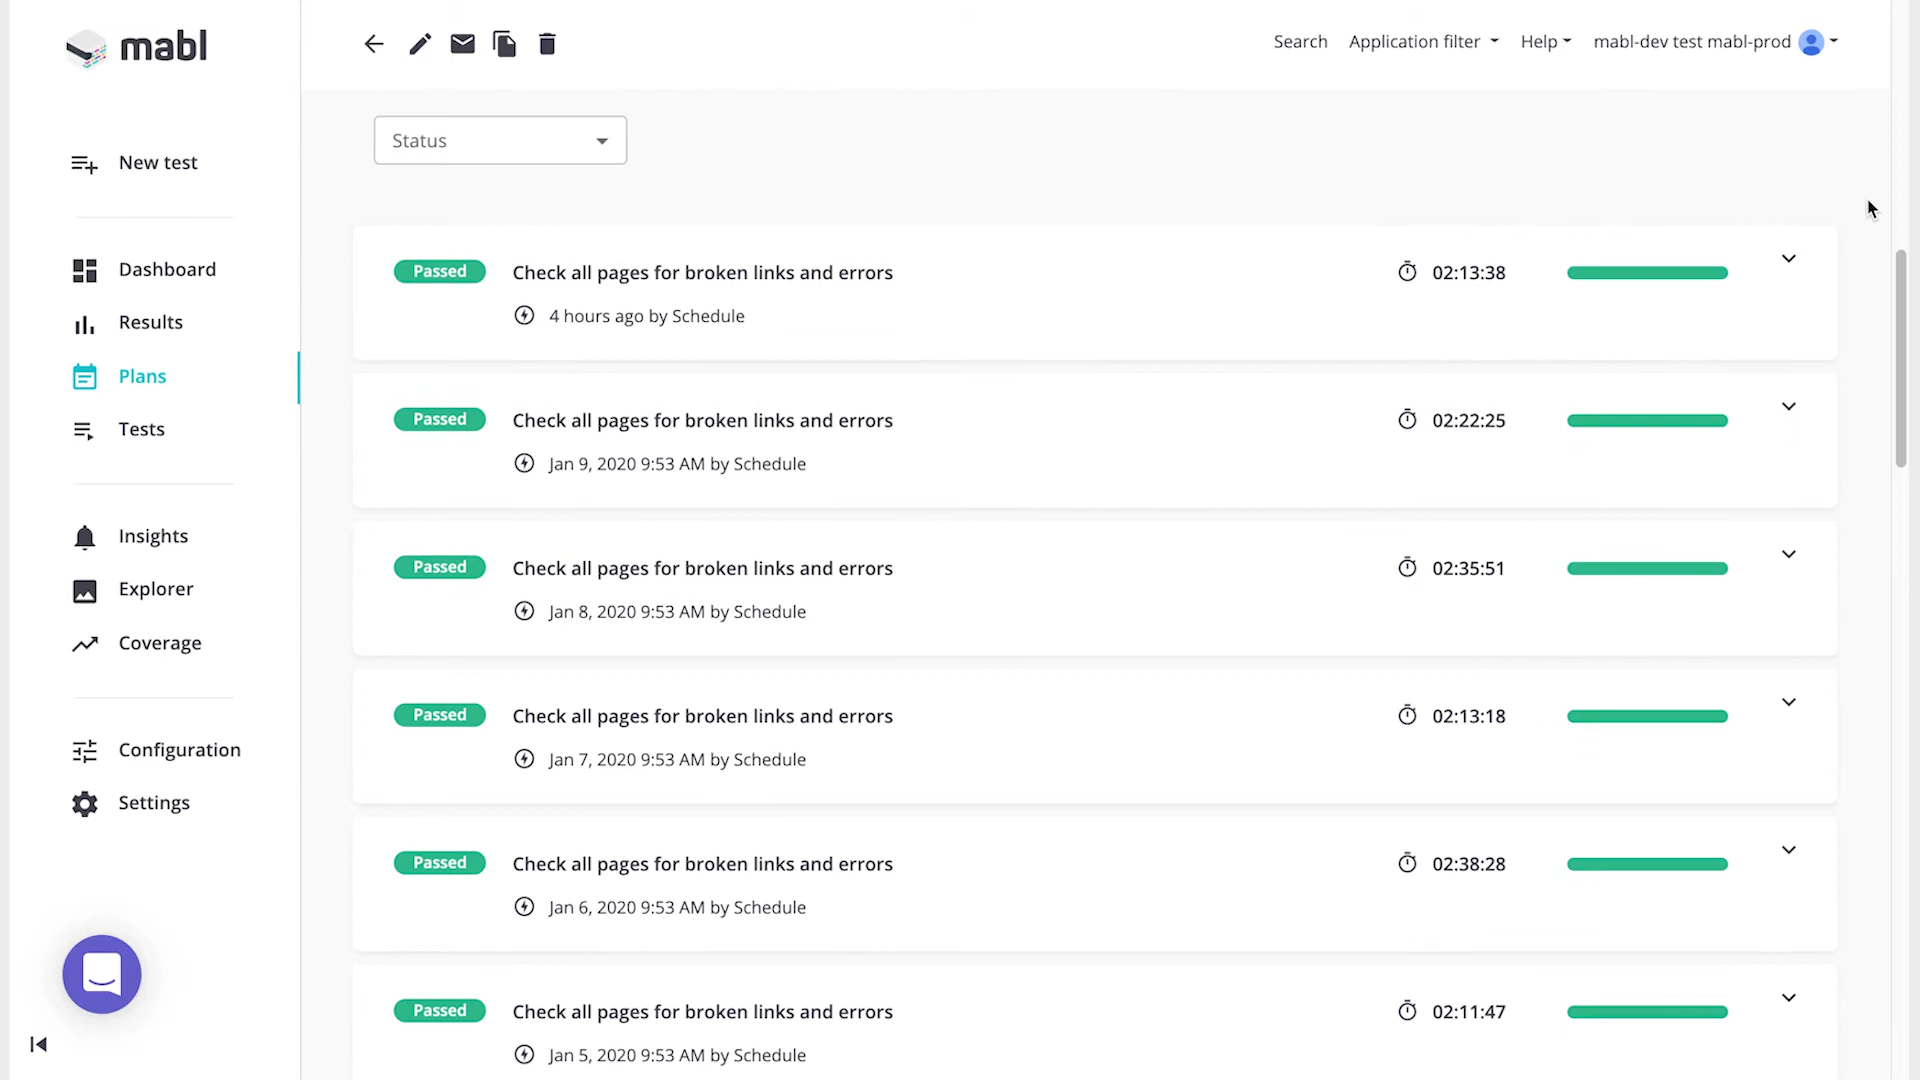 mabl
Search Application filter Help mabl-dev test mabl-prod
Status
New test
Dashboard
Results
Plans
Tests
Insights
Explorer
Coverage
Configuration
Settings
Passed Check all pages for broken links and errors 02:13:38
4 hours ago by Schedule
Passed Check all pages for broken links and errors 02:22:25
Jan 9, 2020 9:53 AM by Schedule
Passed Check all pages for broken links and errors 02:35:51
Jan 8, 2020 9:53 AM by Schedule
Passed Check all pages for broken links and errors 02:13:18
Jan 7, 2020 9:53 AM by Schedule
Passed Check all pages for broken links and errors 02:38:28
Jan 6, 2020 9:53 AM by Schedule
Passed Check all pages for broken links and errors 02:11:47
Jan 5, 2020 9:53 AM by Schedule